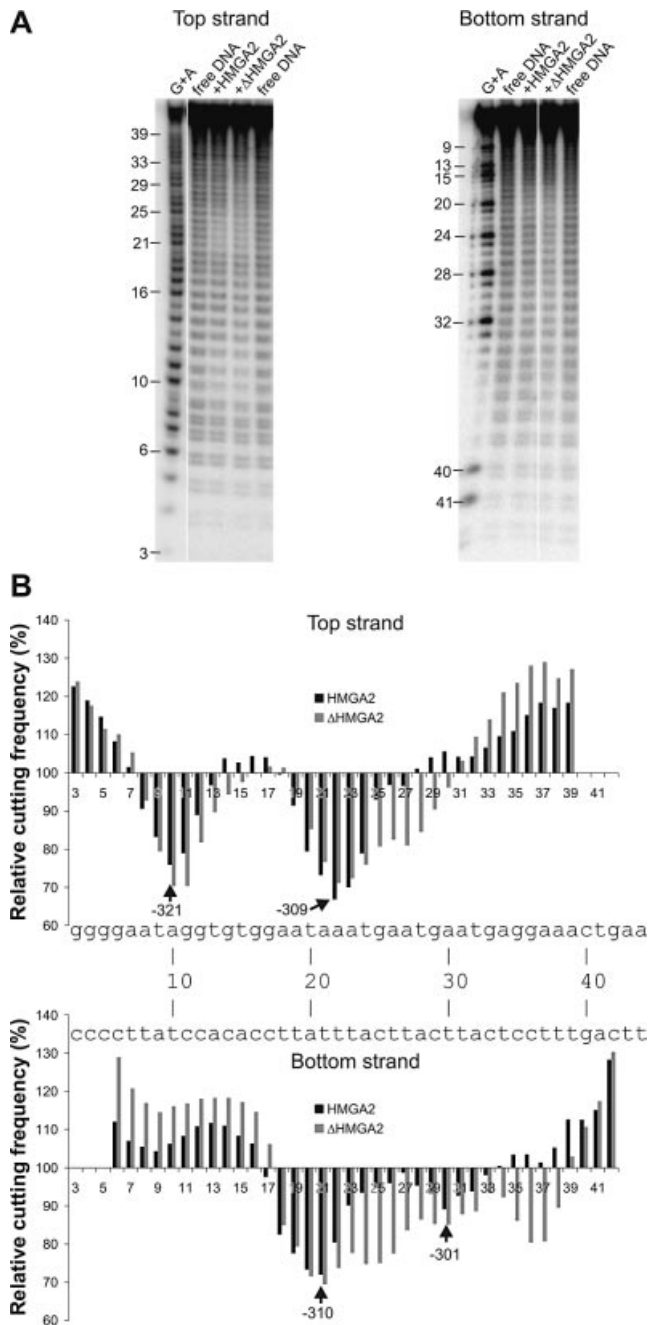 A
Top strand
Bottom strand
G+A
free DNA
+HMGA2
+ΔHMGA2
free DNA
G+A
free DNA
+HMGA2
+ΔHMGA2
free DNA
39
33
29
25
21
16
10
6
3
9
13
15
20
24
28
32
40
41
B
Relative cutting frequency (%)
140
130
120
110
100
90
80
70
60
Top strand
HMGA2
ΔHMGA2
3 5 7 9 11 13 15 17 19 21 23 25 27 29 31 33 35 37 39 41
-321
-309
ggggaataggtgtggaataaatgaatgaatgaggaaactgaa
10 20 30 40
ccccttatccacaccttatttacttacttactcctttgactt
Relative cutting frequency (%)
130
120
110
100
90
80
70
60
Bottom strand
HMGA2
ΔHMGA2
3 5 7 9 11 13 15 17 19 21 23 25 27 29 31 33 35 37 39 41
-301
-310